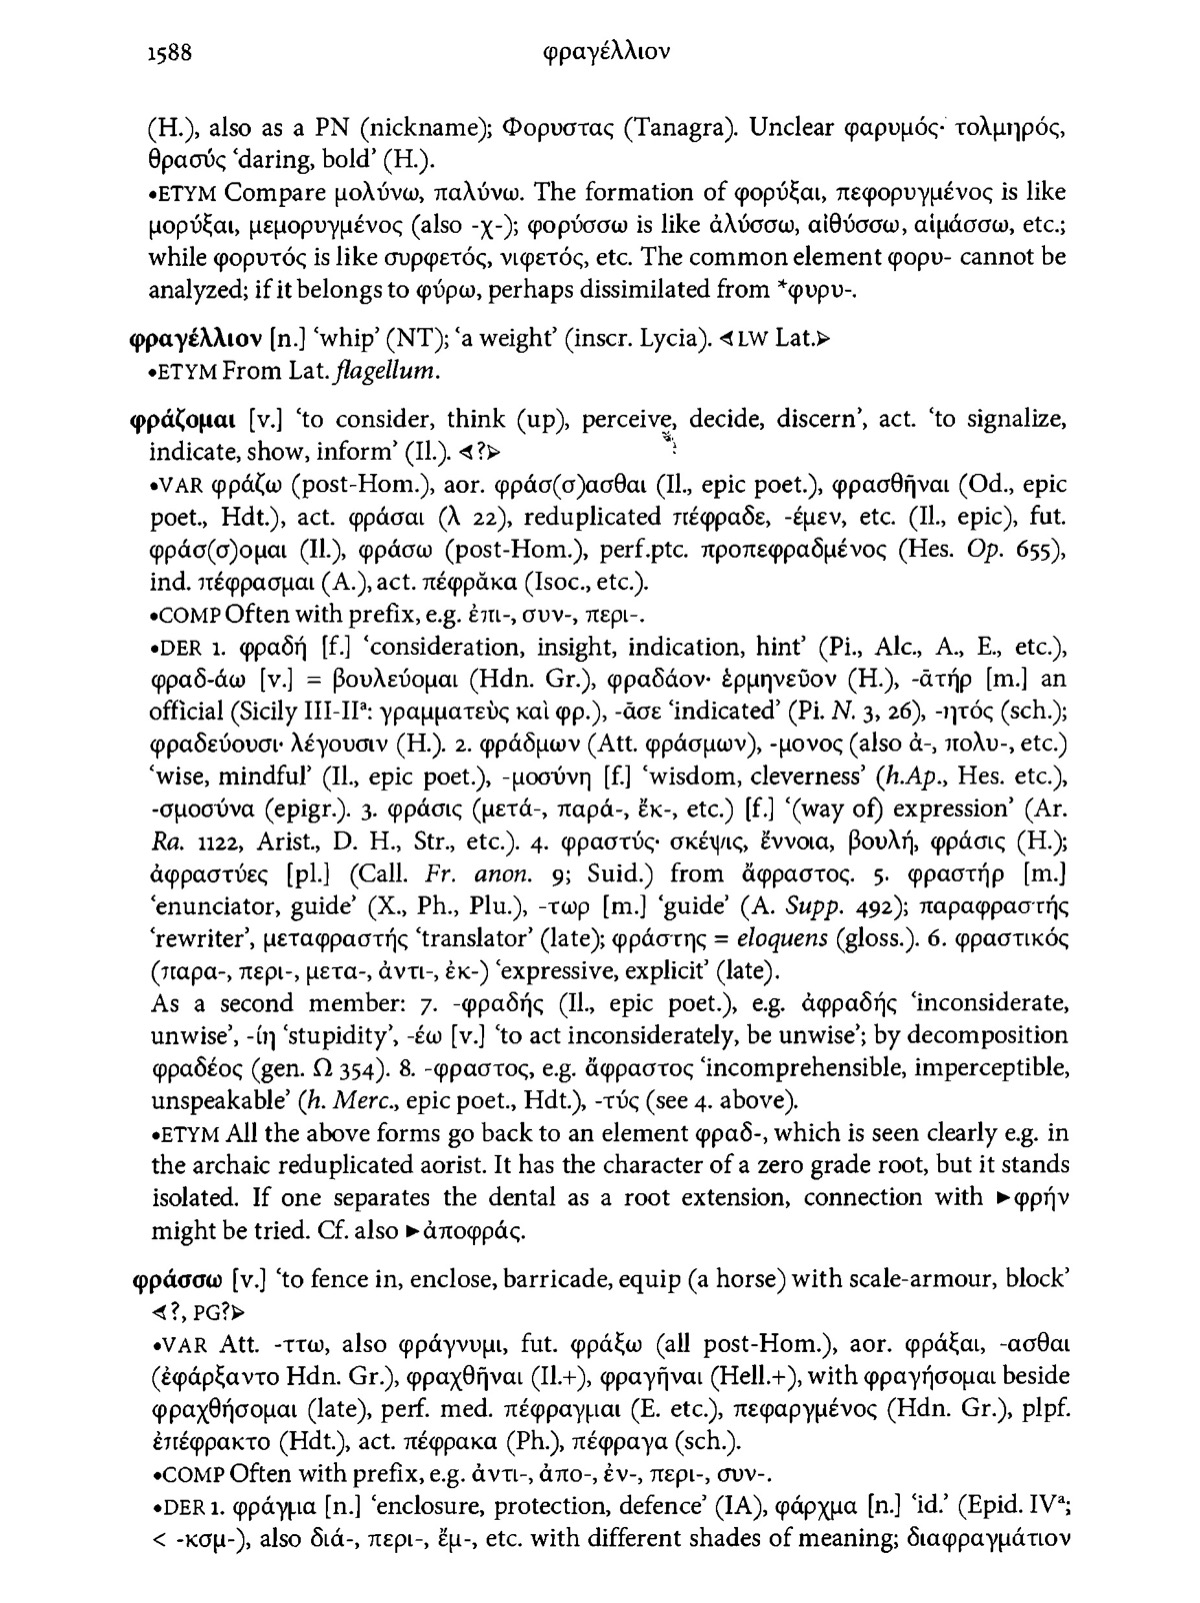 1588 φραγέλλιον
(H.), also as a PN (nickname); Φορυστας (Tanagra). Unclear φαρυμός· τολμηρός,
θρασύς ‘daring, bold’ (H.).
•ETYM Compare μολύνω, παλύνω. The formation of φορύξαι, πεφορυγμένος is like
μορύξαι, μεμορυγμένος (also -χ-); φορύσσω is like ἀλύσσω, αἰθύσσω, αἱμάσσω, etc.;
while φορυτός is like συρφετός, νιφετός, etc. The common element φορυ- cannot be
analyzed; if it belongs to φύρω, perhaps dissimilated from *φυρυ-.
φραγέλλιον [n.] ‘whip’ (NT); ‘a weight’ (inscr. Lycia). ⊲LW Lat.⊳
•ETYM From Lat. flagellum.
φράζομαι [v.] ‘to consider, think (up), perceive, decide, discern’, act. ‘to signalize,
indicate, show, inform’ (Il.). ⊲?⊳
•VAR φράζω (post-Hom.), aor. φράσ(σ)ασθαι (Il., epic poet.), φρασθῆναι (Od., epic
poet., Hdt.), act. φράσαι (λ 22), reduplicated πέφραδε, -έμεν, etc. (Il., epic), fut.
φράσ(σ)ομαι (Il.), φράσω (post-Hom.), perf.ptc. προπεφραδμένος (Hes. Op. 655),
ind. πέφρασμαι (A.), act. πέφρᾰκα (Isoc., etc.).
•COMP Often with prefix, e.g. ἐπι-, συν-, περι-.
•DER 1. φραδή [f.] ‘consideration, insight, indication, hint’ (Pi., Alc., A., E., etc.),
φραδ-άω [v.] = βουλεύομαι (Hdn. Gr.), φραδάον· ἑρμηνεῦον (H.), -ᾱτήρ [m.] an
official (Sicily III-IIᵃ: γραμματεὺς καὶ φρ.), -ᾱσε ‘indicated’ (Pi. N. 3, 26), -ητός (sch.);
φραδεύουσι· λέγουσιν (H.). 2. φράδμων (Att. φράσμων), -μονος (also ἀ-, πολυ-, etc.)
‘wise, mindful’ (Il., epic poet.), -μοσύνη [f.] ‘wisdom, cleverness’ (h.Ap., Hes. etc.),
-σμοσύνα (epigr.). 3. φράσις (μετά-, παρά-, ἔκ-, etc.) [f.] ‘(way of) expression’ (Ar.
Ra. 1122, Arist., D. H., Str., etc.). 4. φραστύς· σκέψις, ἔννοια, βουλή, φράσις (H.);
ἀφραστύες [pl.] (Call. Fr. anon. 9; Suid.) from ἄφραστος. 5. φραστήρ [m.]
‘enunciator, guide’ (X., Ph., Plu.), -τωρ [m.] ‘guide’ (A. Supp. 492); παραφραστής
‘rewriter’, μεταφραστής ‘translator’ (late); φράστης = eloquens (gloss.). 6. φραστικός
(παρα-, περι-, μετα-, ἀντι-, ἐκ-) ‘expressive, explicit’ (late).
As a second member: 7. -φραδής (Il., epic poet.), e.g. ἀφραδής ‘inconsiderate,
unwise’, -ίη ‘stupidity’, -έω [v.] ‘to act inconsiderately, be unwise’; by decomposition
φραδέος (gen. Ω 354). 8. -φραστος, e.g. ἄφραστος ‘incomprehensible, imperceptible,
unspeakable’ (h. Merc., epic poet., Hdt.), -τύς (see 4. above).
•ETYM All the above forms go back to an element φραδ-, which is seen clearly e.g. in
the archaic reduplicated aorist. It has the character of a zero grade root, but it stands
isolated. If one separates the dental as a root extension, connection with ►φρήν
might be tried. Cf. also ►ἀποφράς.
φράσσω [v.] ‘to fence in, enclose, barricade, equip (a horse) with scale-armour, block’
⊲?, PG?⊳
•VAR Att. -ττω, also φράγνυμι, fut. φράξω (all post-Hom.), aor. φράξαι, -ασθαι
(ἐφάρξαντο Hdn. Gr.), φραχθῆναι (Il.+), φραγῆναι (Hell.+), with φραγήσομαι beside
φραχθήσομαι (late), perf. med. πέφραγμαι (E. etc.), πεφαργμένος (Hdn. Gr.), plpf.
ἐπέφρακτο (Hdt.), act. πέφρακα (Ph.), πέφραγα (sch.).
•COMP Often with prefix, e.g. ἀντι-, ἀπο-, ἐν-, περι-, συν-.
•DER 1. φράγμα [n.] ‘enclosure, protection, defence’ (IA), φάρχμα [n.] ‘id.’ (Epid. IVᵃ;
< -κσμ-), also διά-, περι-, ἔμ-, etc. with different shades of meaning; διαφραγμάτιον